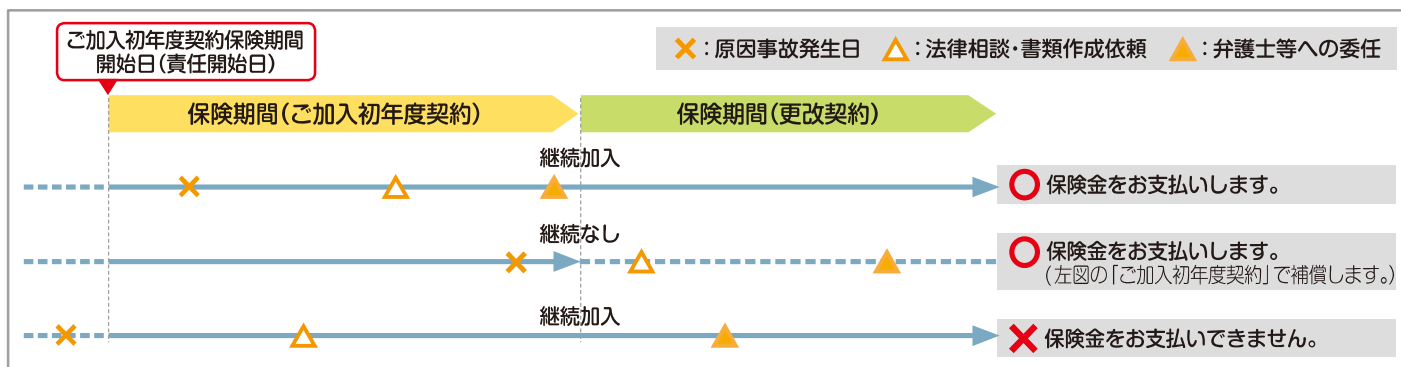 ご加入初年度契約保険期間
開始日(責任開始日)
×:原因事故発生日 △:法律相談・書類作成依頼 ▲:弁護士等への委任
保険期間(ご加入初年度契約) 保険期間(更改契約)
継続加入
保険金をお支払いします。
継続なし
保険金をお支払いします。
(左図の「ご加入初年度契約」で補償します。)
継続加入
保険金をお支払いできません。